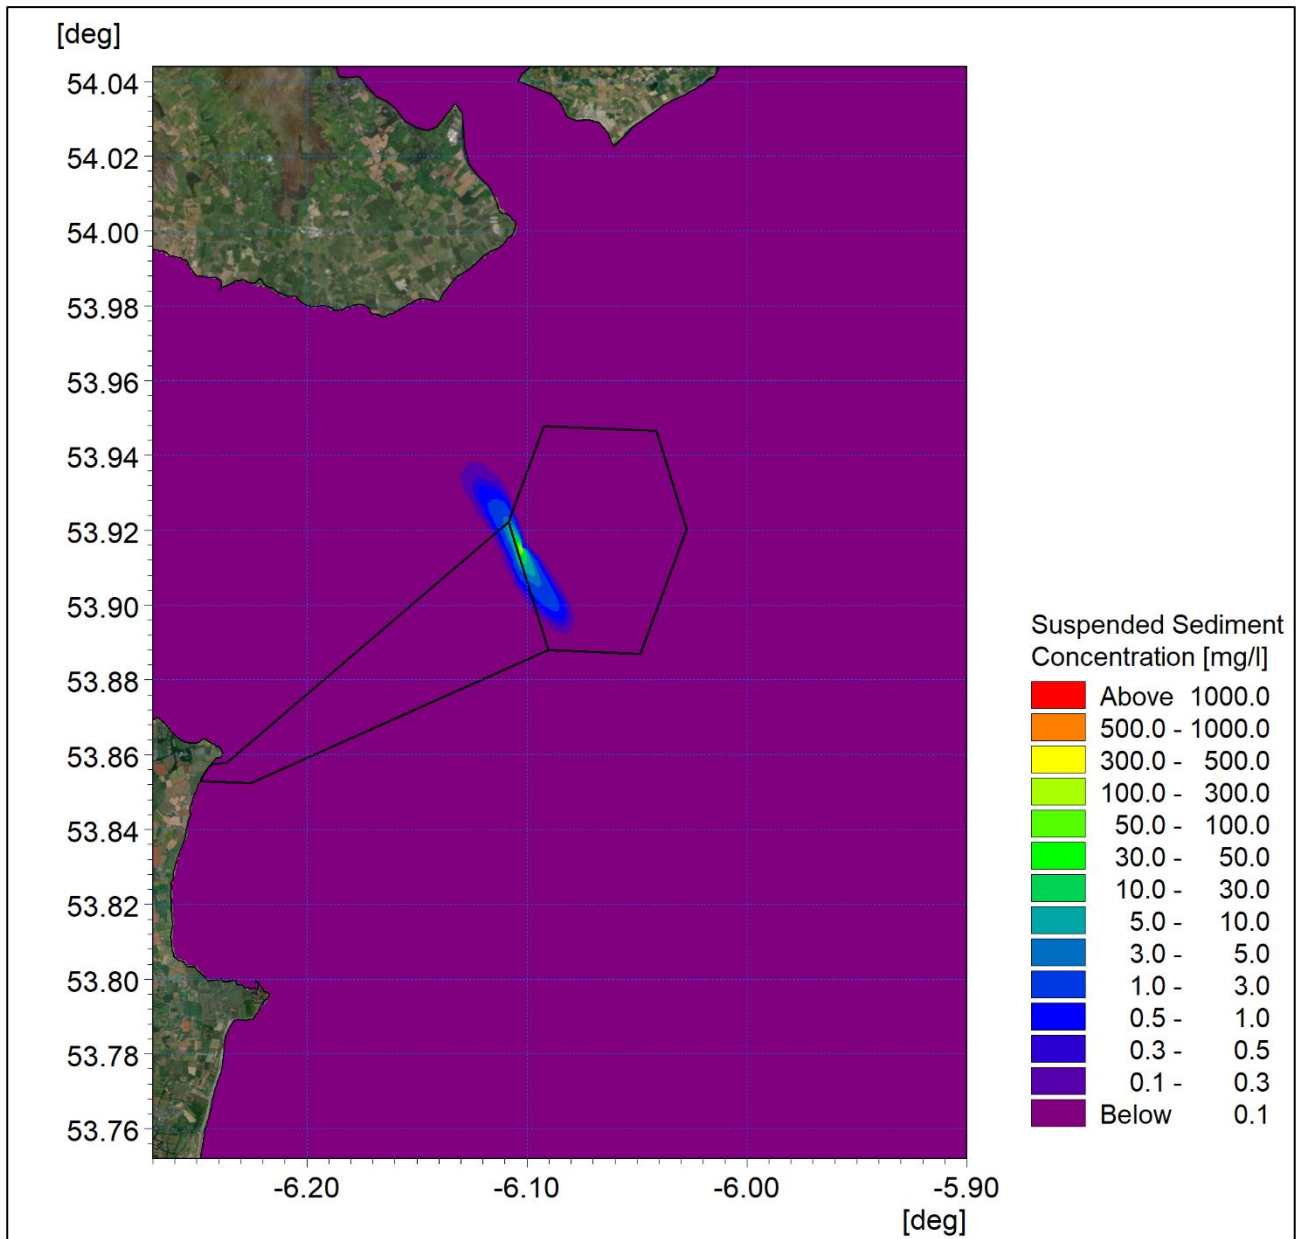 [deg]
54.04
54.02
54.00
53.98
53.96
53.94
53.92
53.90
53.88
53.86
53.84
53.82
53.80
53.78
53.76
-6.20 -6.10 -6.00 -5.90
[deg]
Suspended Sediment
Concentration [mg/l]
Above 1000.0
500.0 - 1000.0
300.0 - 500.0
100.0 - 300.0
50.0 - 100.0
30.0 - 50.0
10.0 - 30.0
5.0 - 10.0
3.0 - 5.0
1.0 - 3.0
0.5 - 1.0
0.3 - 0.5
0.1 - 0.3
Below 0.1